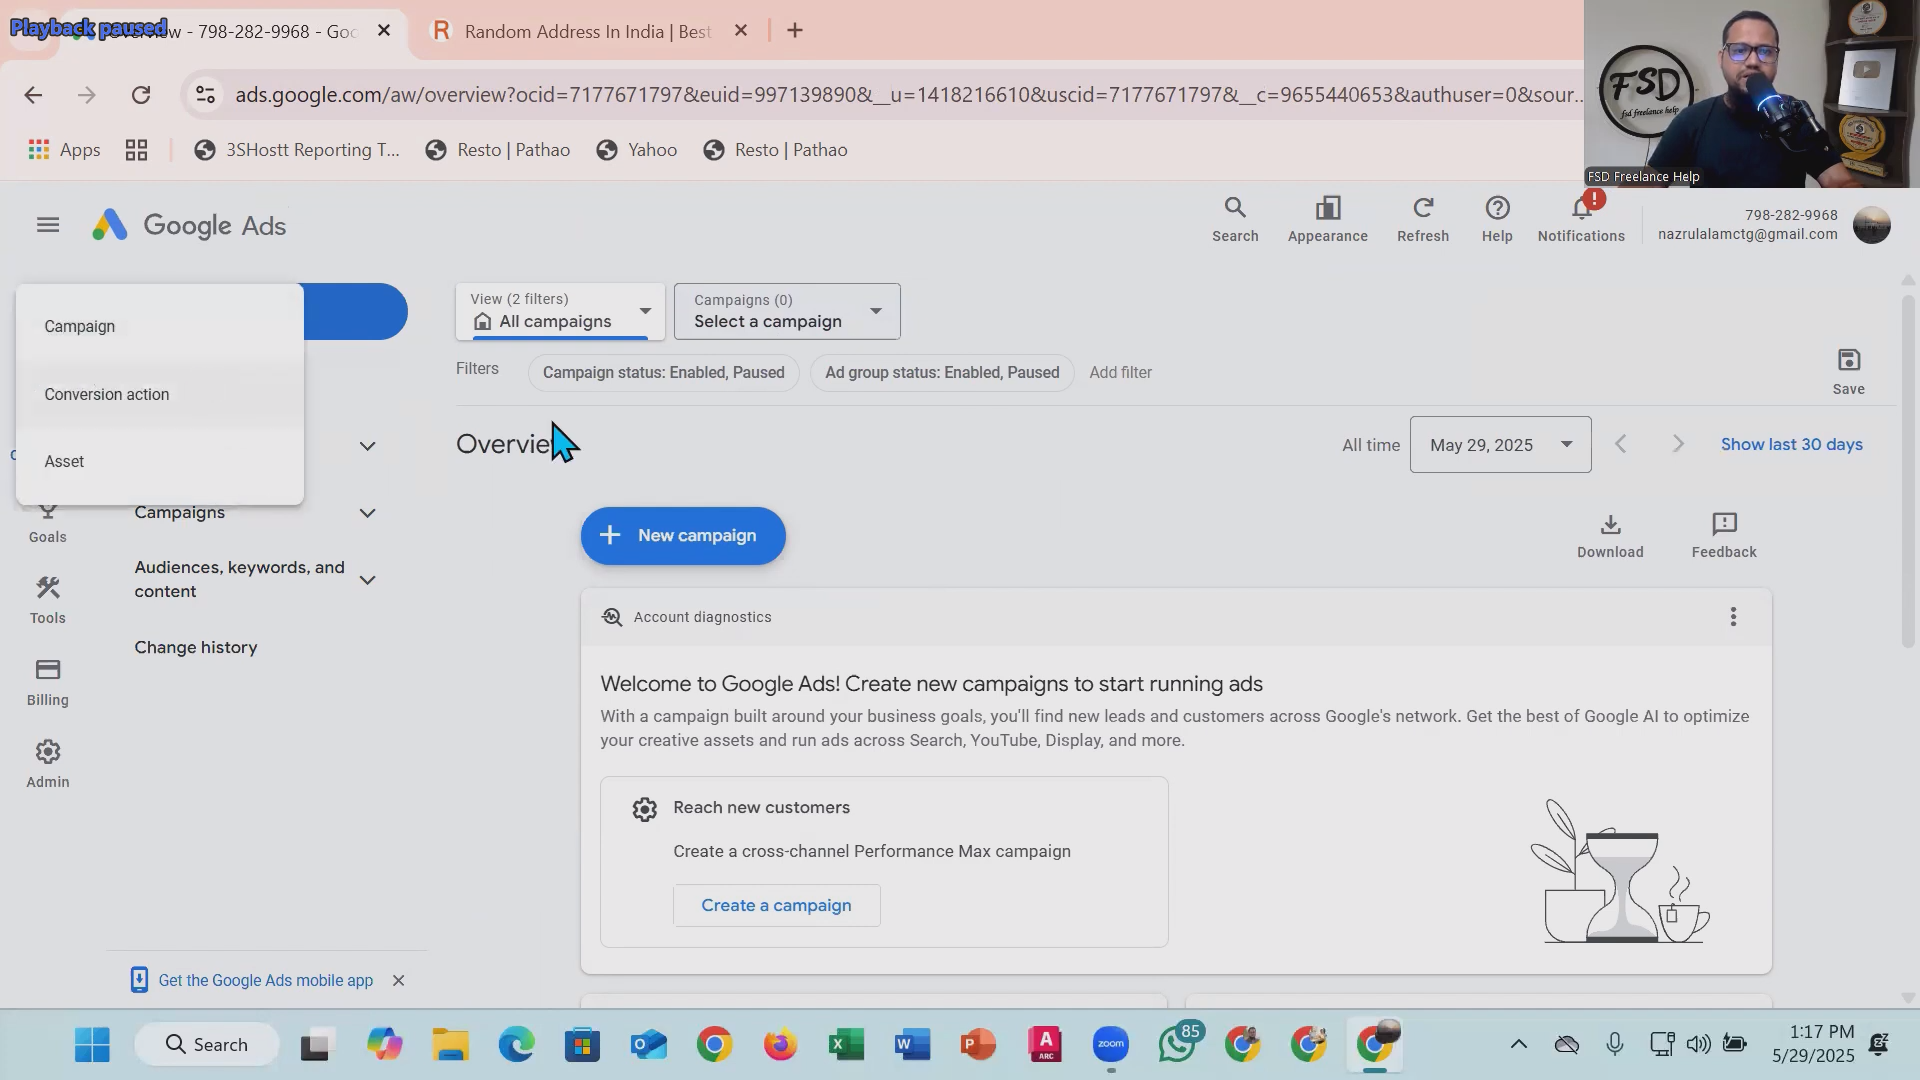 Playback paused
w - 798-282-9968 - Goo
Random Address In India | Best
ads.google.com/aw/overview?ocid=7177671797&euid=997139890&__u=1418216610&uscid=7177671797&__c=9655440653&authuser=0&sour...
Apps
3SHostt Reporting T...
Resto | Pathao
Yahoo
Resto | Pathao
FSD
fsd freelance help
FSD Freelance Help
Google Ads
Search
Appearance
Refresh
Help
Notifications
798-282-9968
nazrulalamctg@gmail.com
Campaign
Conversion action
Asset
View (2 filters)
All campaigns
Campaigns (0)
Select a campaign
Filters
Campaign status: Enabled, Paused
Ad group status: Enabled, Paused
Add filter
Save
Overvie
All time
May 29, 2025
Show last 30 days
Goals
Tools
Billing
Admin
Campaigns
Audiences, keywords, and
content
Change history
New campaign
Download
Feedback
Account diagnostics
Welcome to Google Ads! Create new campaigns to start running ads
With a campaign built around your business goals, you'll find new leads and customers across Google's network. Get the best of Google AI to optimize
your creative assets and run ads across Search, YouTube, Display, and more.
Reach new customers
Create a cross-channel Performance Max campaign
Create a campaign
Get the Google Ads mobile app
Search
zoom
85
1:17 PM
5/29/2025